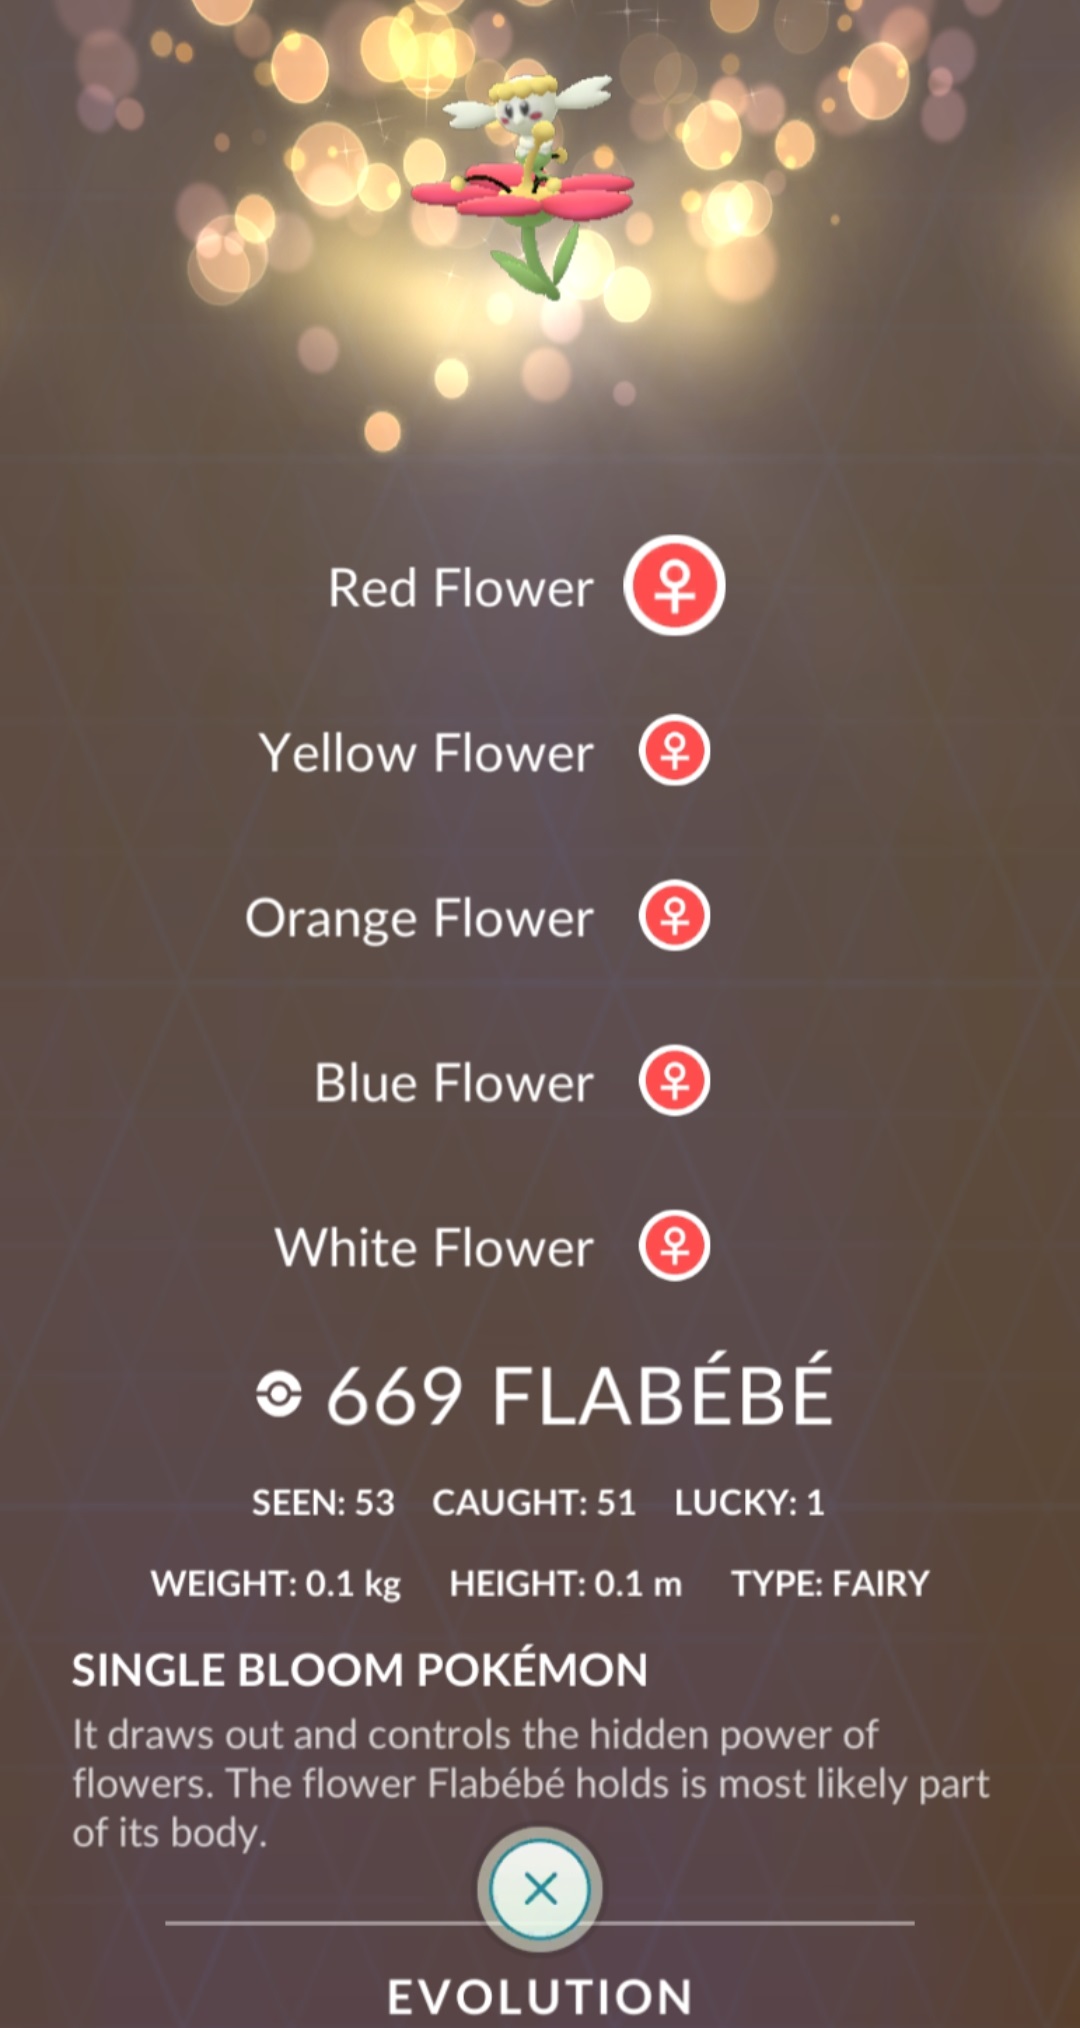 Red Flower
Yellow Flower
Orange Flower
Blue Flower
White Flower
669 FLABÉBÉ
SEEN: 53 CAUGHT: 51 LUCKY: 1
WEIGHT: 0.1 kg HEIGHT: 0.1 m TYPE: FAIRY
SINGLE BLOOM POKÉMON
It draws out and controls the hidden power of
flowers. The flower Flabébé holds is most likely part
of its body.
EVOLUTION